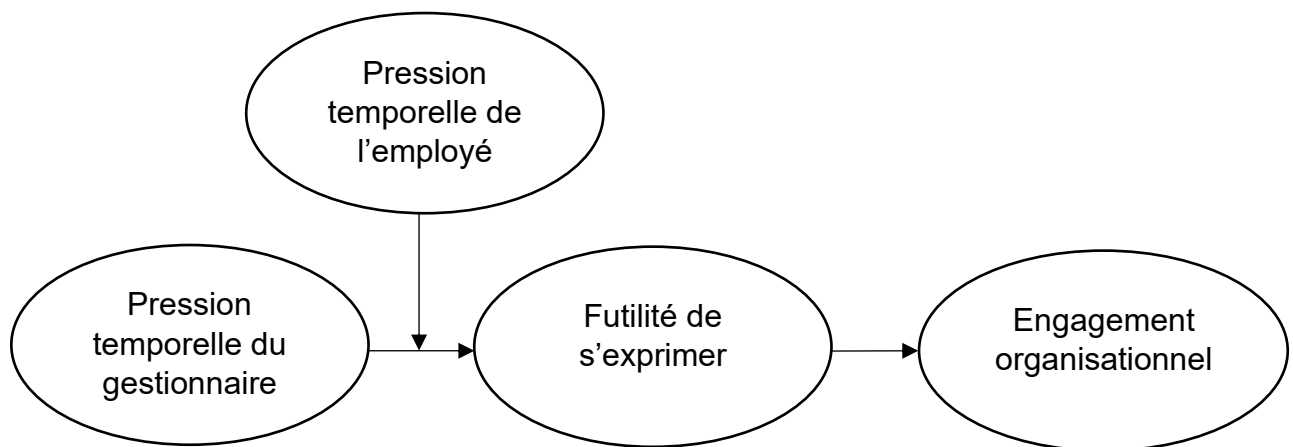 Pression
temporelle de
l’employé
Pression
temporelle du
gestionnaire
Futilité de
s’exprimer
Engagement
organisationnel